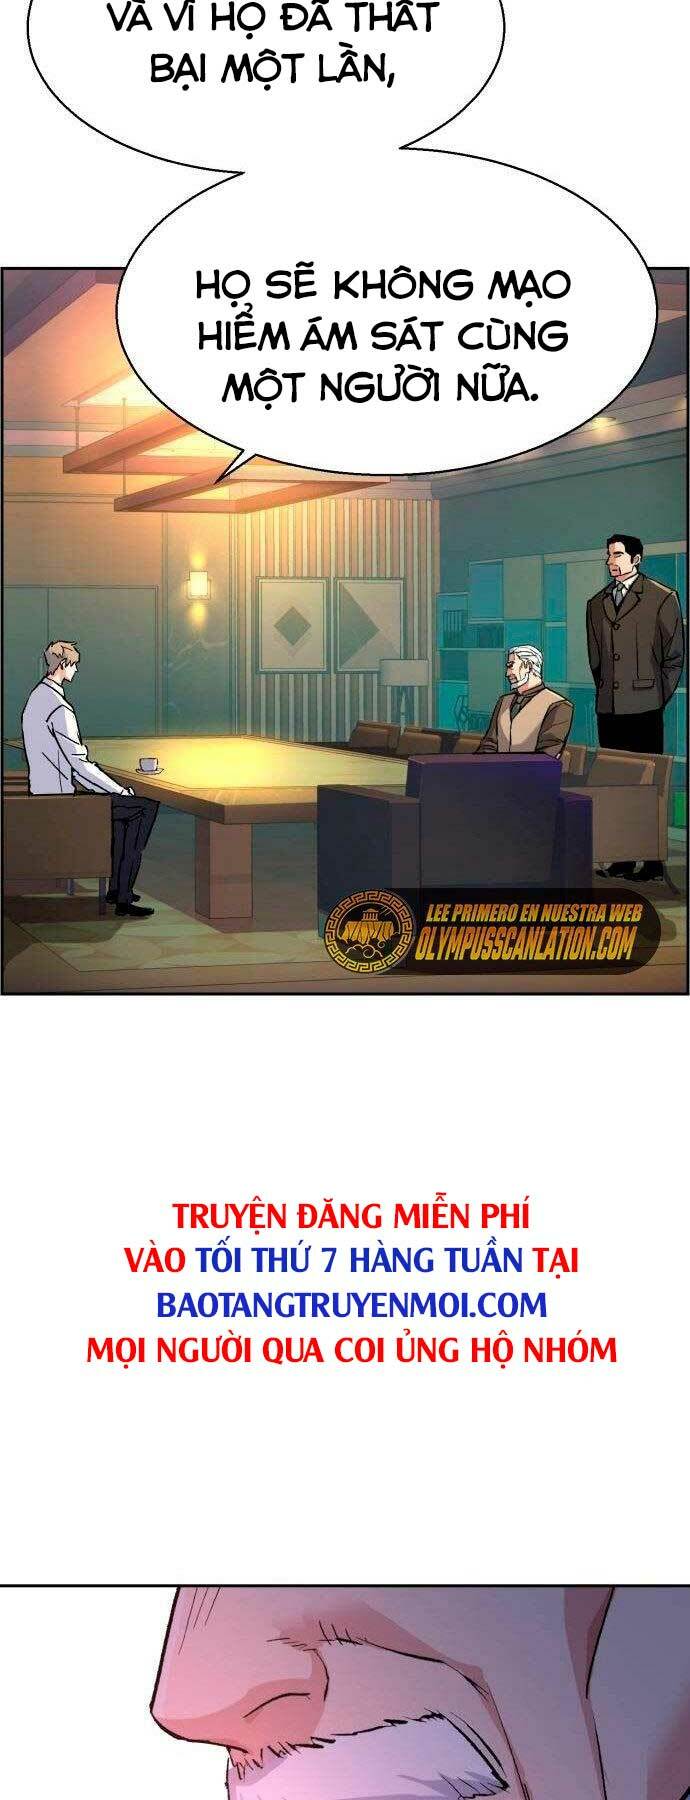 VÀ VÌ HỌ ĐÃ THẤT
BẠI MỘT LẦN,
HỌ SẼ KHÔNG MẠO
HIỂM ÁM SÁT CÙNG
MỘT NGƯỜI NỮA.
LEE PRIMERO EN NUESTRA WEB
OLYMPUSSCANLATION.COM
TRUYỆN ĐĂNG MIỄN PHÍ
VÀO TỐI THỨ 7 HÀNG TUẦN TẠI
BAOTANGTRUYENMOI.COM
MỌI NGƯỜI QUA COI ỦNG HỘ NHÓM